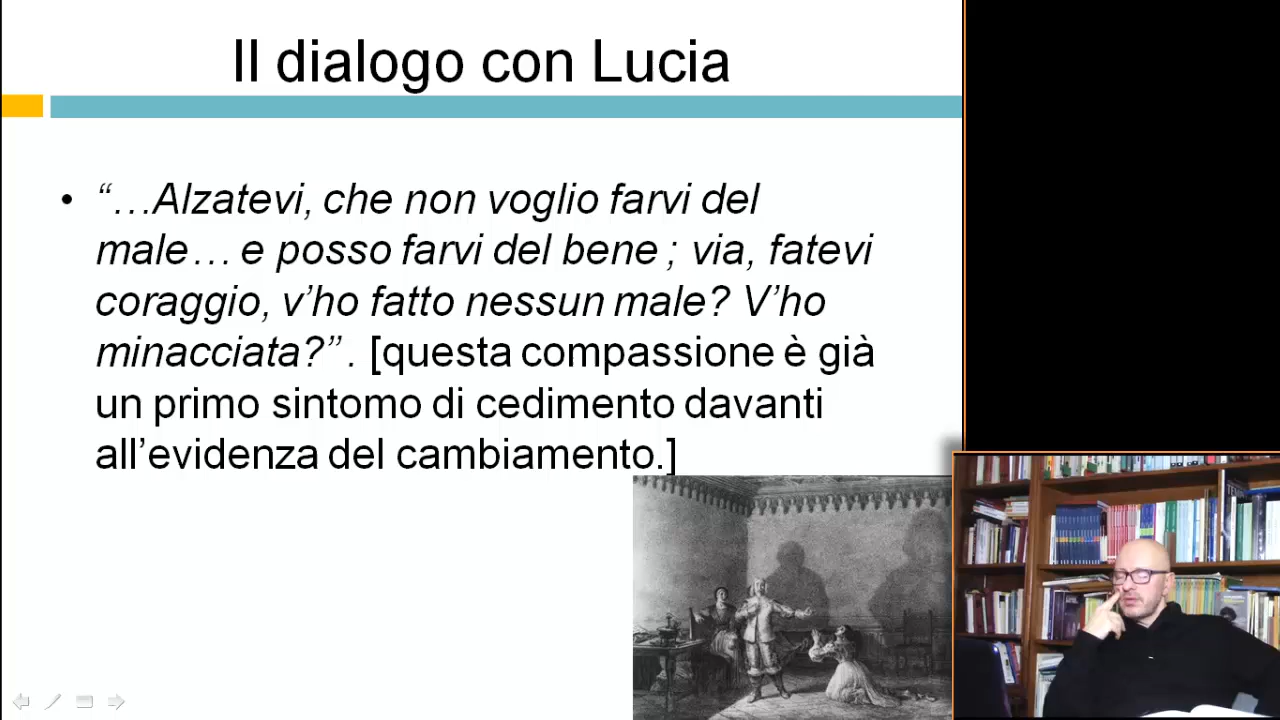 Il dialogo con Lucia
• “…Alzatevi, che non voglio farvi del
male… e posso farvi del bene ; via, fatevi
coraggio, v’ho fatto nessun male? V’ho
minacciata?” . [questa compassione è già
un primo sintomo di cedimento davanti
all’evidenza del cambiamento.]